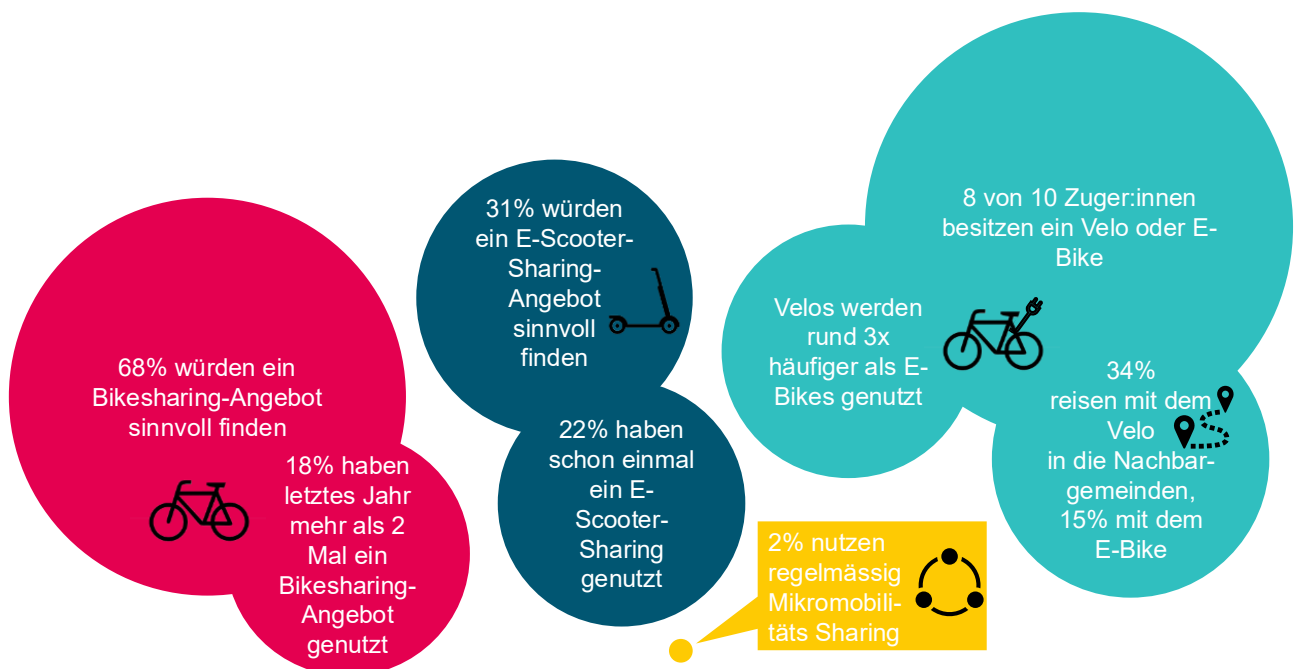 68% würden ein
Bikesharing-Angebot
sinnvoll finden
18% haben
letztes Jahr
mehr als 2
Mal ein
Bikesharing-
Angebot
genutzt
31% würden
ein E-Scooter-
Sharing-
Angebot
sinnvoll
finden
22% haben
schon einmal
ein E-
Scooter-
Sharing
genutzt
2% nutzen
regelmässig
Mikromobili-
täts Sharing
Velos werden
rund 3x
häufiger als E-
Bikes genutzt
8 von 10 Zuger:innen
besitzen ein Velo oder E-
Bike
34%
reisen mit dem
Velo
in die Nachbar-
gemeinden,
15% mit dem
E-Bike